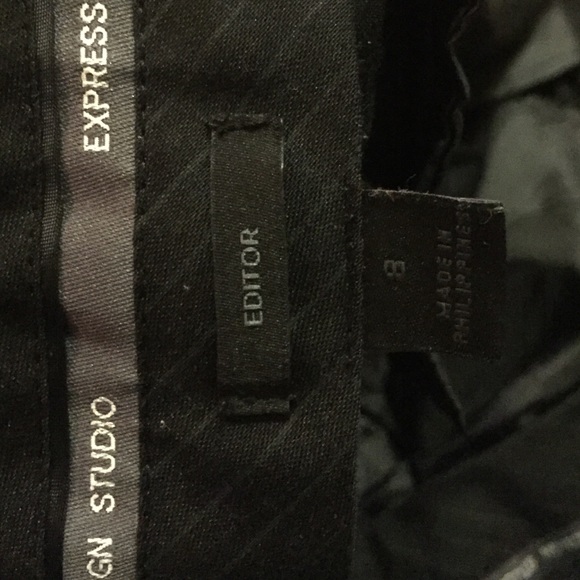 GN STUDIO EXPRESS
EDITOR
8
MADE IN
PHILIPPINES